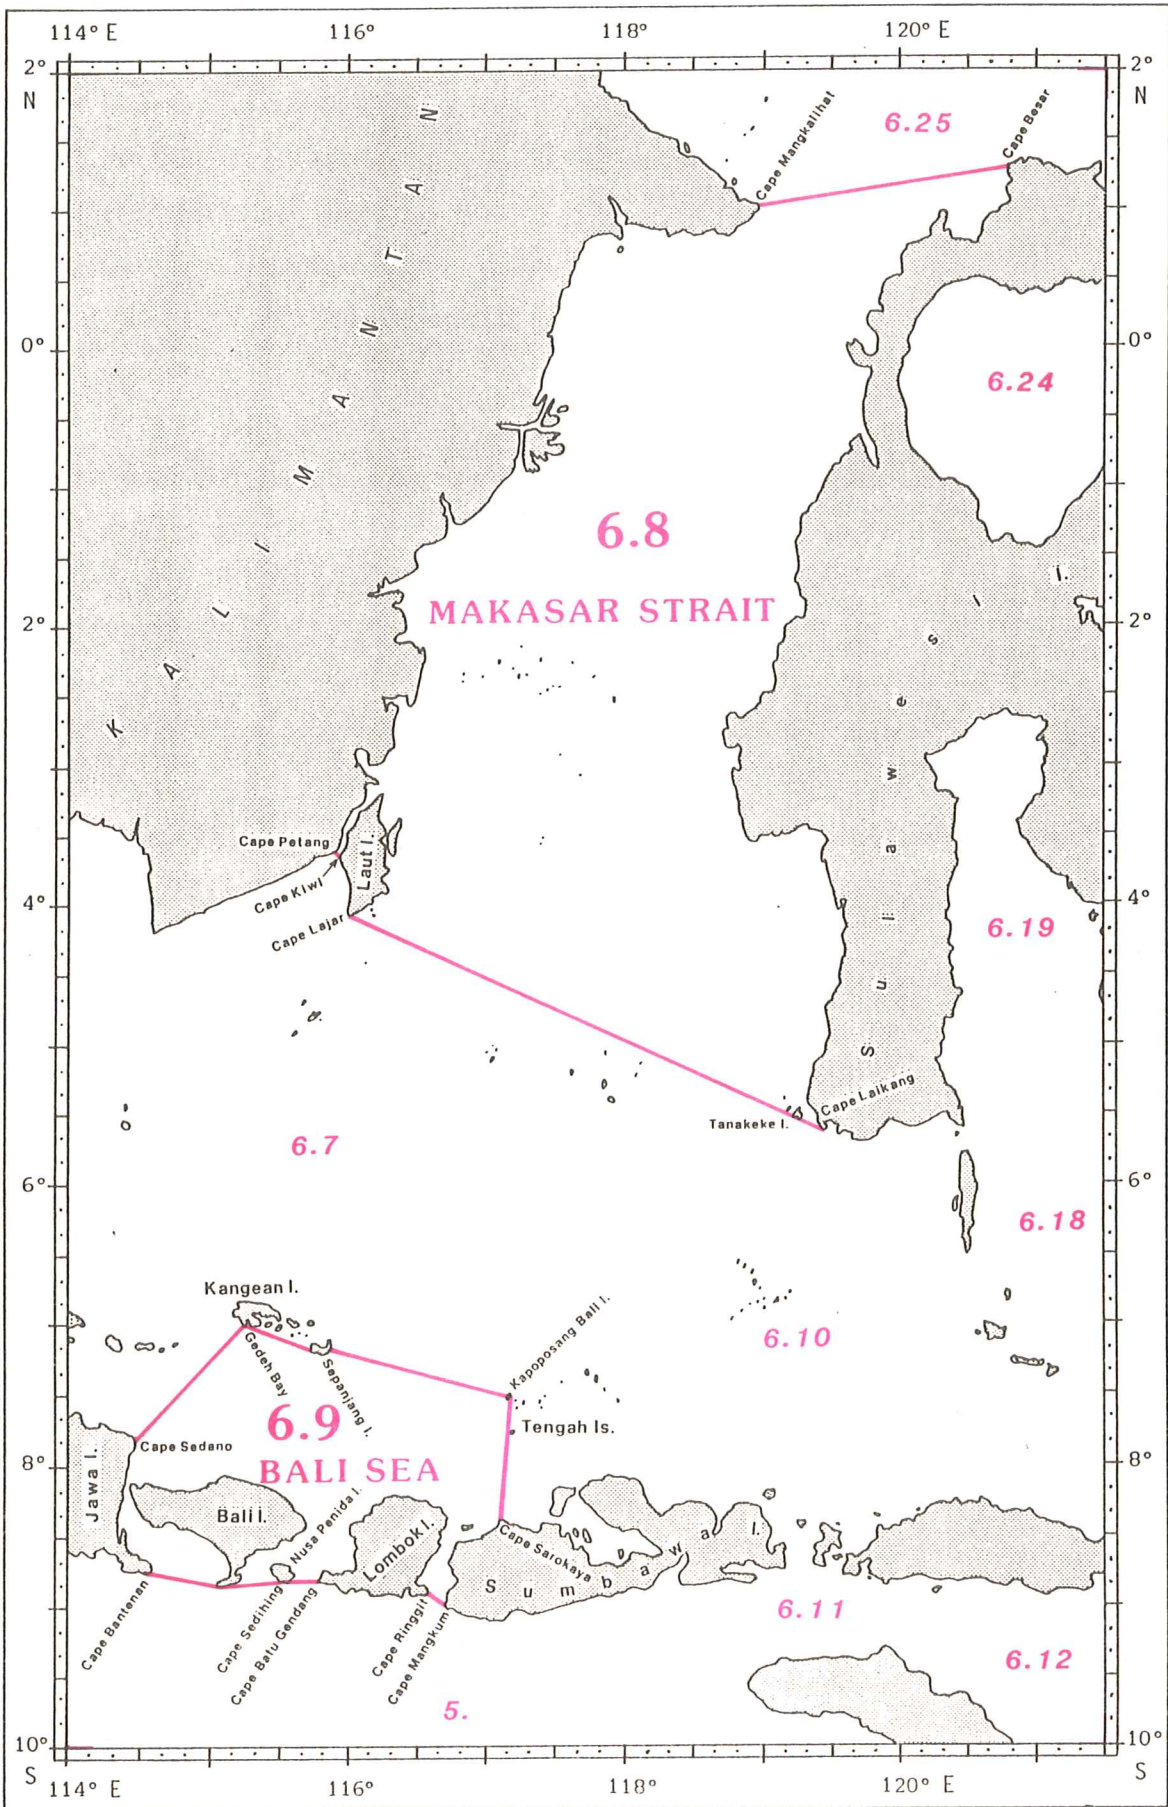 114° E 118° 120° E
116°
2° N
2° N
Cape Mangkalihat
6.25
Cape Besar
KALIMANTAN
0°
0°
6.24
6.8
MAKASAR STRAIT
2°
2°
Sulawesi I.
Cape Petang
Laut I.
Cape Kiwi
4°
4°
Cape Lajar
6.19
Cape Laikang
Tanakeke I.
6.7
6°
6°
6.18
Kangean I.
Kapoposang Bali I.
6.10
Gedeh Bay
Sepanjang I.
6.9
BALI SEA
Tengah Is.
Cape Sedano
8°
8°
Jawa I.
Bali I.
Nusa Penida I.
Lombok I.
Cape Sarokaya
Sumbawa I.
Cape Bantenan
Cape Sedihing
Cape Batu Gendang
Cape Ringgit
Cape Mangkum
6.11
6.12
5.
10° S
10° S
114° E 116° 118° 120° E